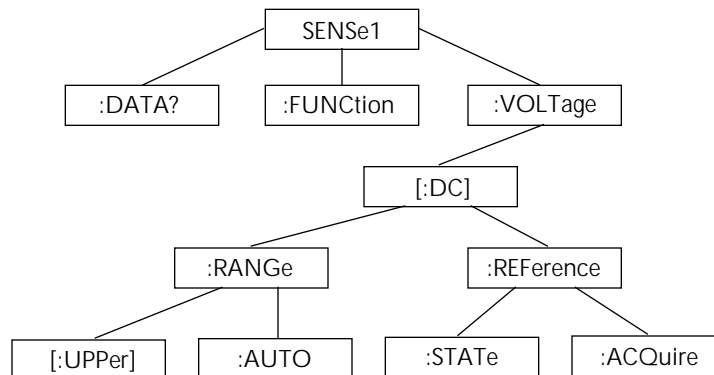 SENSe1
:DATA?
:FUNCtion
:VOLTage
[:DC]
:RANGe
:REFerence
[:UPPer]
:AUTO
:STATe
:ACQuire